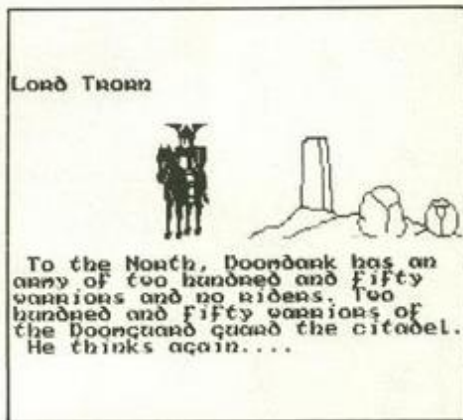 Lord Trorn
To the North, Doomdark has an
army of two hundred and fifty
warriors and no riders. Two
hundred and fifty warriors of
the Doomguard guard the citadel.
He thinks again....